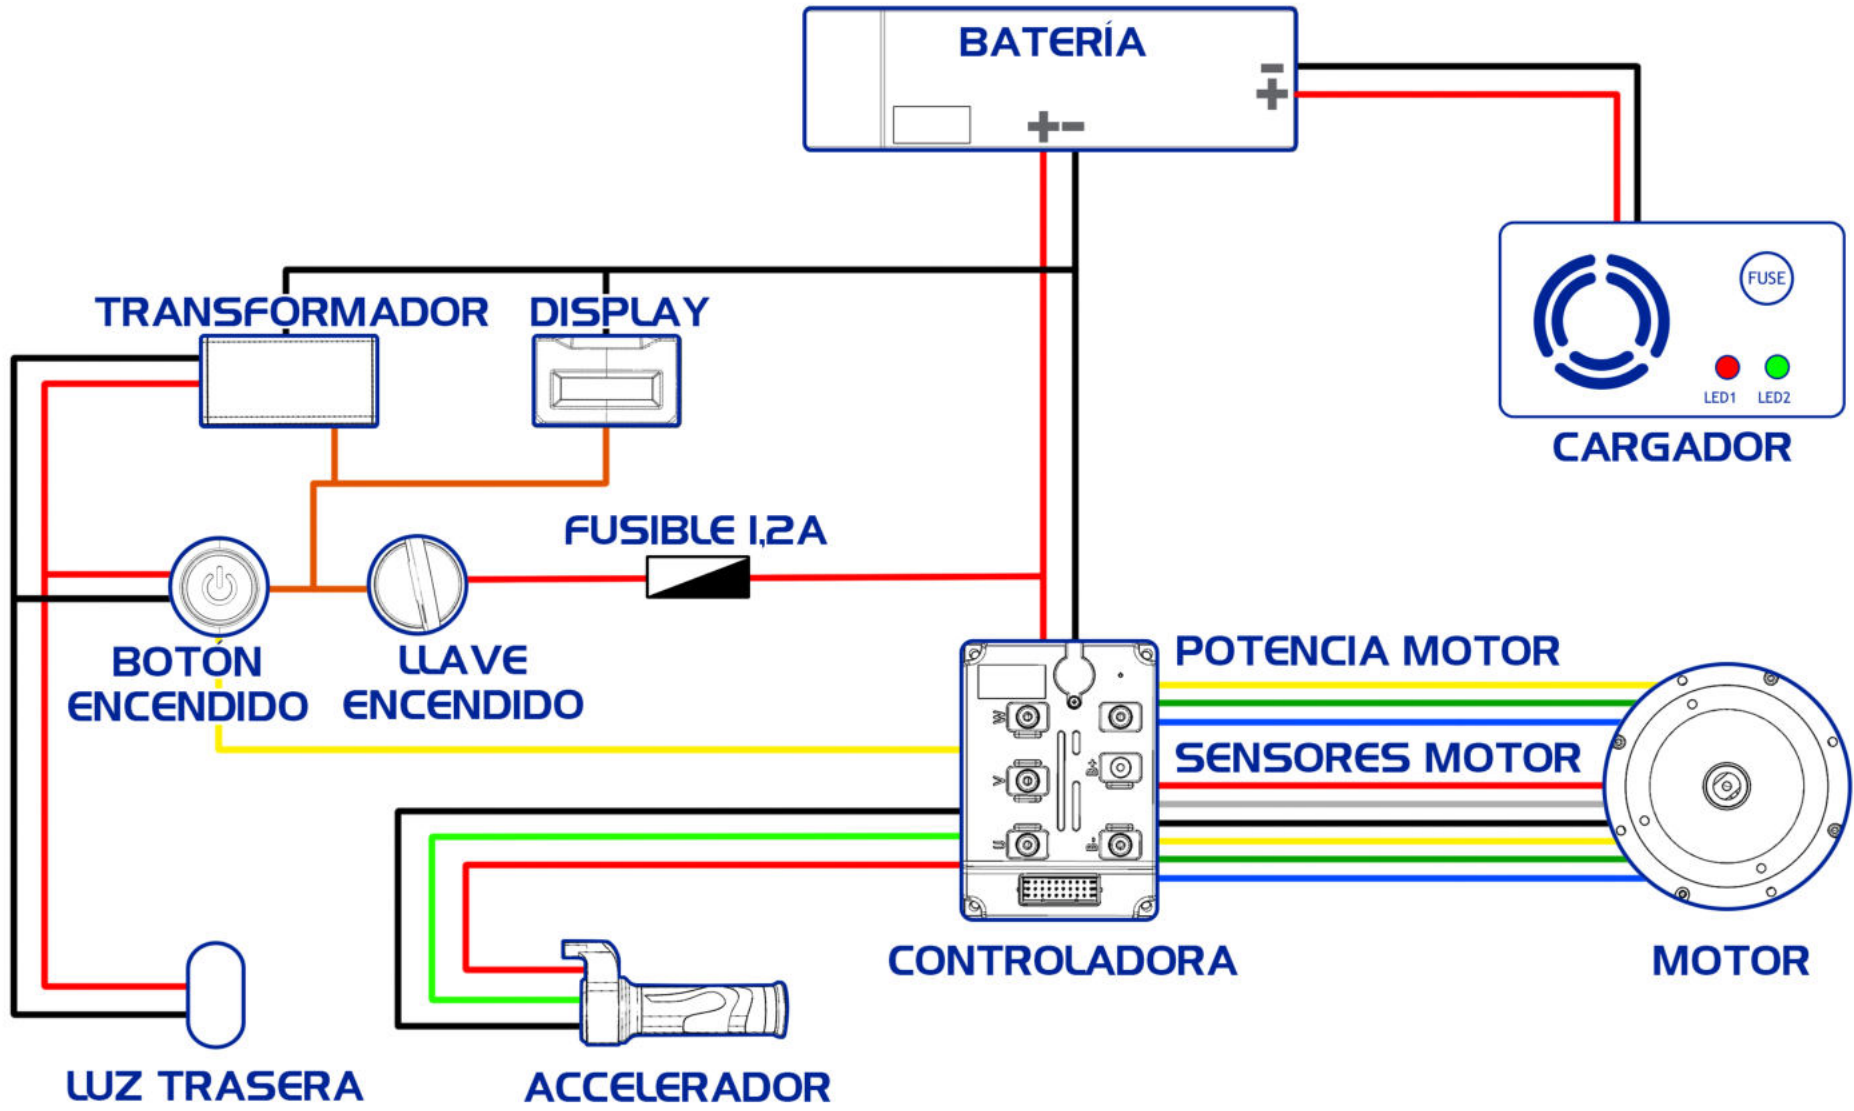 BATERÍA
-
+
+-
TRANSFORMADOR
DISPLAY
FUSE
LED1 LED2
CARGADOR
FUSIBLE 1,2A
BOTÓN
ENCENDIDO
LLAVE
ENCENDIDO
POTENCIA MOTOR
SENSORES MOTOR
W
V
B+
U
B-
CONTROLADORA
MOTOR
LUZ TRASERA
ACCELERADOR